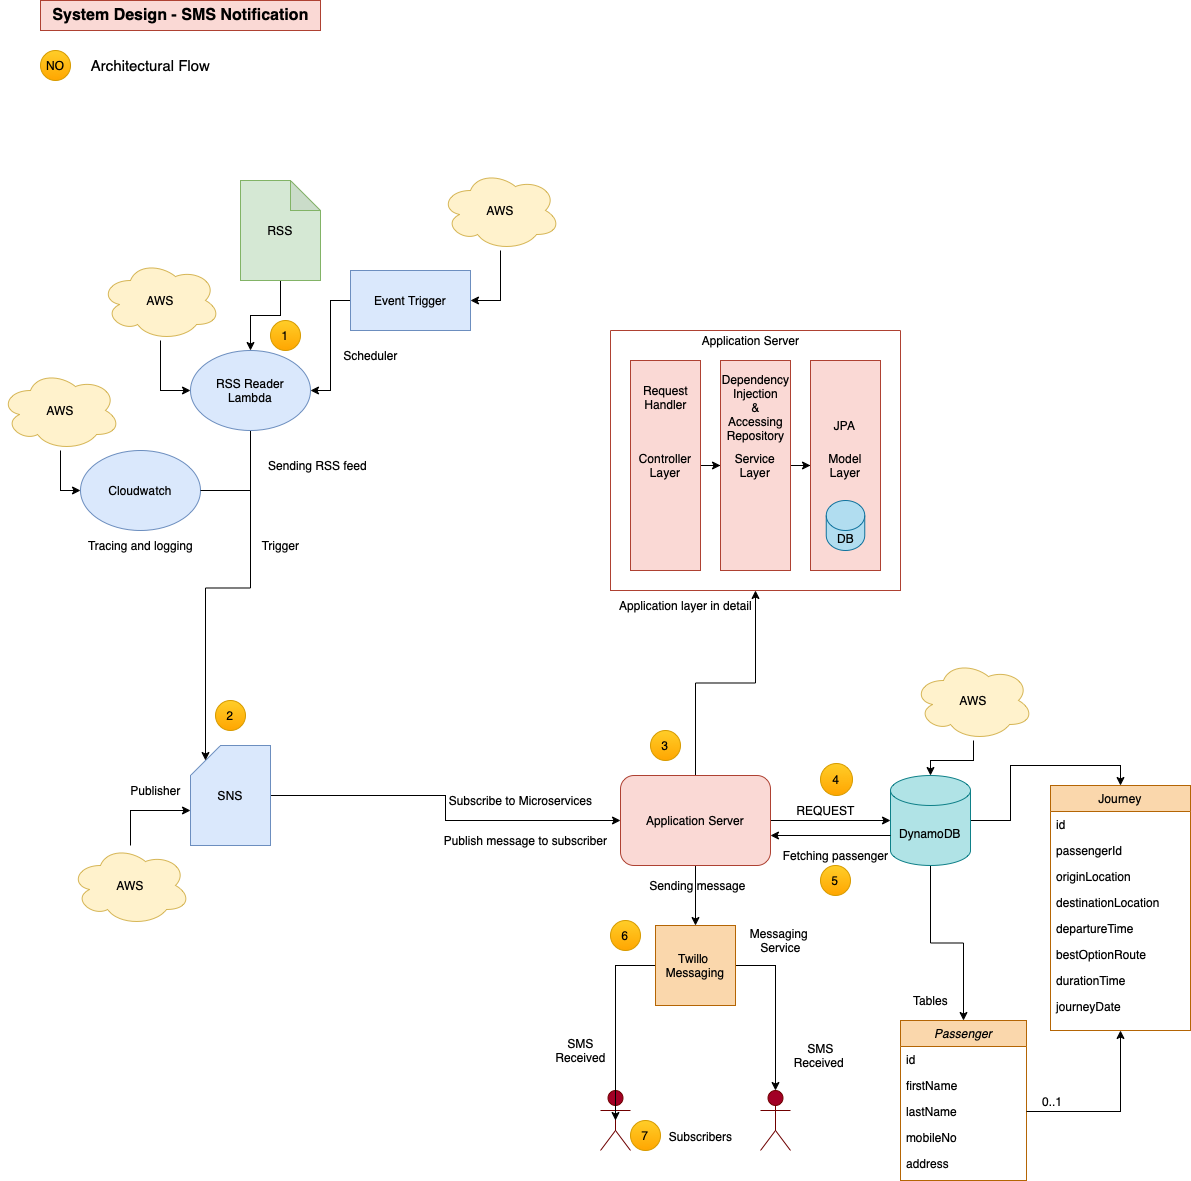 System Design - SMS Notification
NO
Architectural Flow
RSS
AWS
AWS
Event Trigger
1
Scheduler
RSS Reader
Lambda
AWS
Sending RSS feed
Cloudwatch
Tracing and logging
Trigger
Application Server
Request
Handler
Controller
Layer
Dependency
Injection
&
Accessing
Repository
Service
Layer
JPA
Model
Layer
DB
Application layer in detail
2
Publisher
SNS
AWS
Subscribe to Microservices
Publish message to subscriber
3
Application Server
4
REQUEST
Fetching passenger
5
AWS
DynamoDB
Sending message
6
Twillo
Messaging
Messaging
Service
SMS
Received
SMS
Received
7
Subscribers
Tables
Journey
id
passengerId
originLocation
destinationLocation
departureTime
bestOptionRoute
durationTime
journeyDate
Passenger
id
firstName
lastName
mobileNo
address
0..1